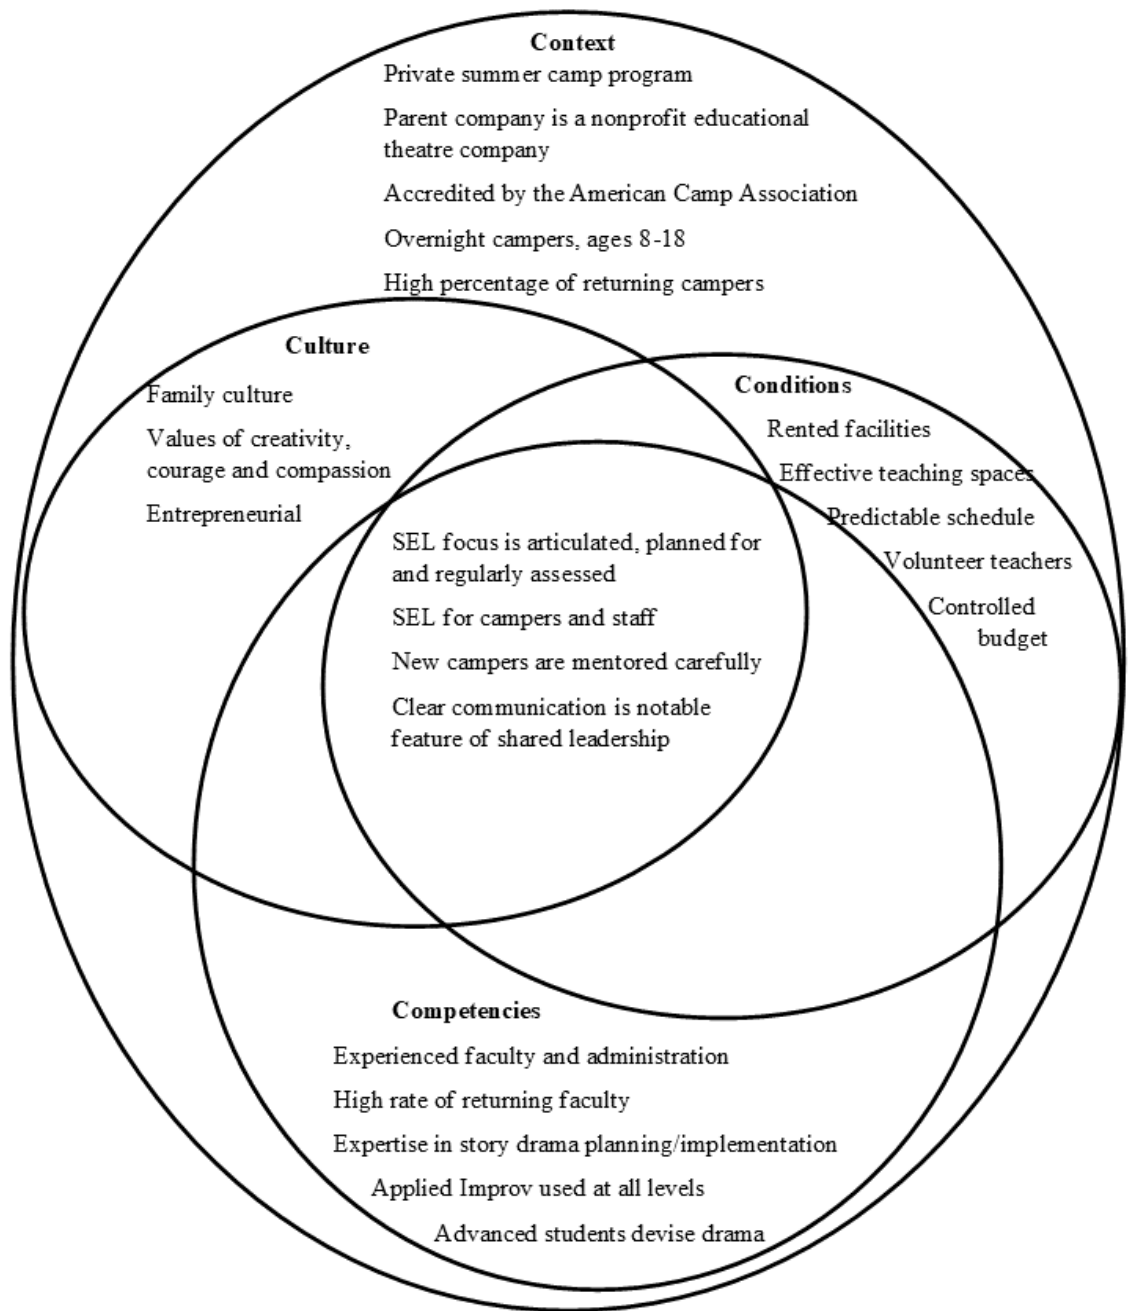 Context
Private summer camp program
Parent company is a nonprofit educational
theatre company
Accredited by the American Camp Association
Overnight campers, ages 8-18
High percentage of returning campers
Culture
Family culture
Values of creativity,
courage and compassion
Entrepreneurial
Conditions
Rented facilities
Effective teaching spaces
Predictable schedule
Volunteer teachers
Controlled
budget
SEL focus is articulated, planned for
and regularly assessed
SEL for campers and staff
New campers are mentored carefully
Clear communication is notable
feature of shared leadership
Competencies
Experienced faculty and administration
High rate of returning faculty
Expertise in story drama planning/implementation
Applied Improv used at all levels
Advanced students devise drama